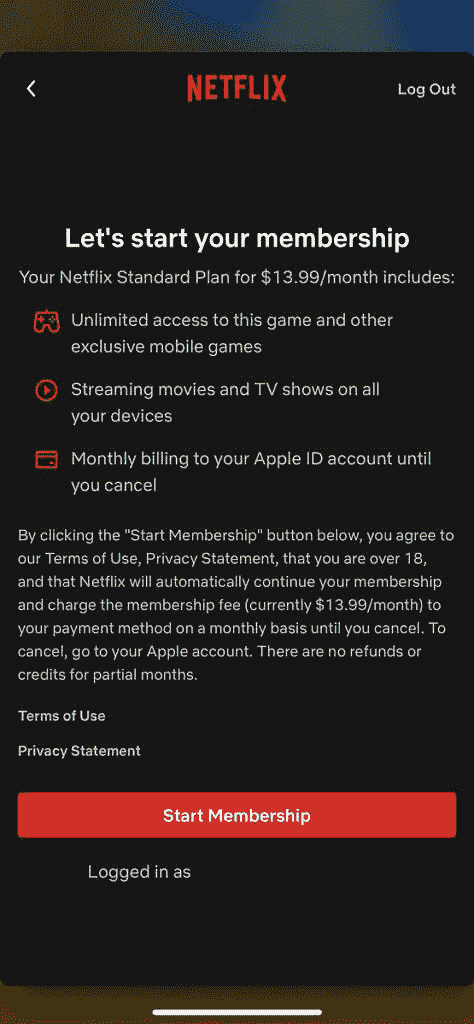 NETFLIX
Log Out
Let's start your membership
Your Netflix Standard Plan for $13.99/month includes:
Unlimited access to this game and other
exclusive mobile games
Streaming movies and TV shows on all
your devices
Monthly billing to your Apple ID account until
you cancel
By clicking the "Start Membership" button below, you agree to
our Terms of Use, Privacy Statement, that you are over 18,
and that Netflix will automatically continue your membership
and charge the membership fee (currently $13.99/month) to
your payment method on a monthly basis until you cancel. To
cancel, go to your Apple account. There are no refunds or
credits for partial months.
Terms of Use
Privacy Statement
Start Membership
Logged in as